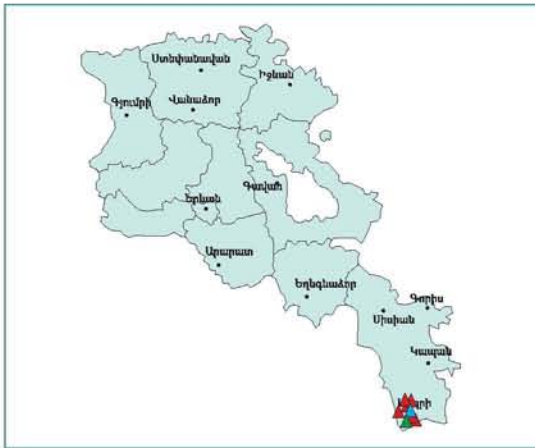 Ստեփանավան
Իջևան
Գյումրի
Վանաձոր
Գավառ
Երևան
Արարատ
Եղեգնաձոր
Գորիս
Սիսիան
Կապան